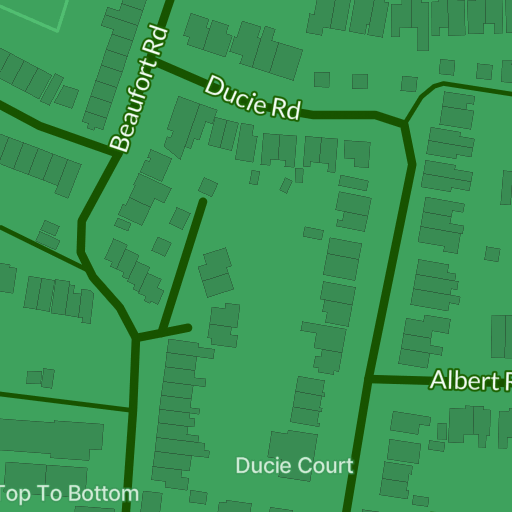 Beaufort Rd
Ducie Rd
Albert R
Ducie Court
Top To Bottom